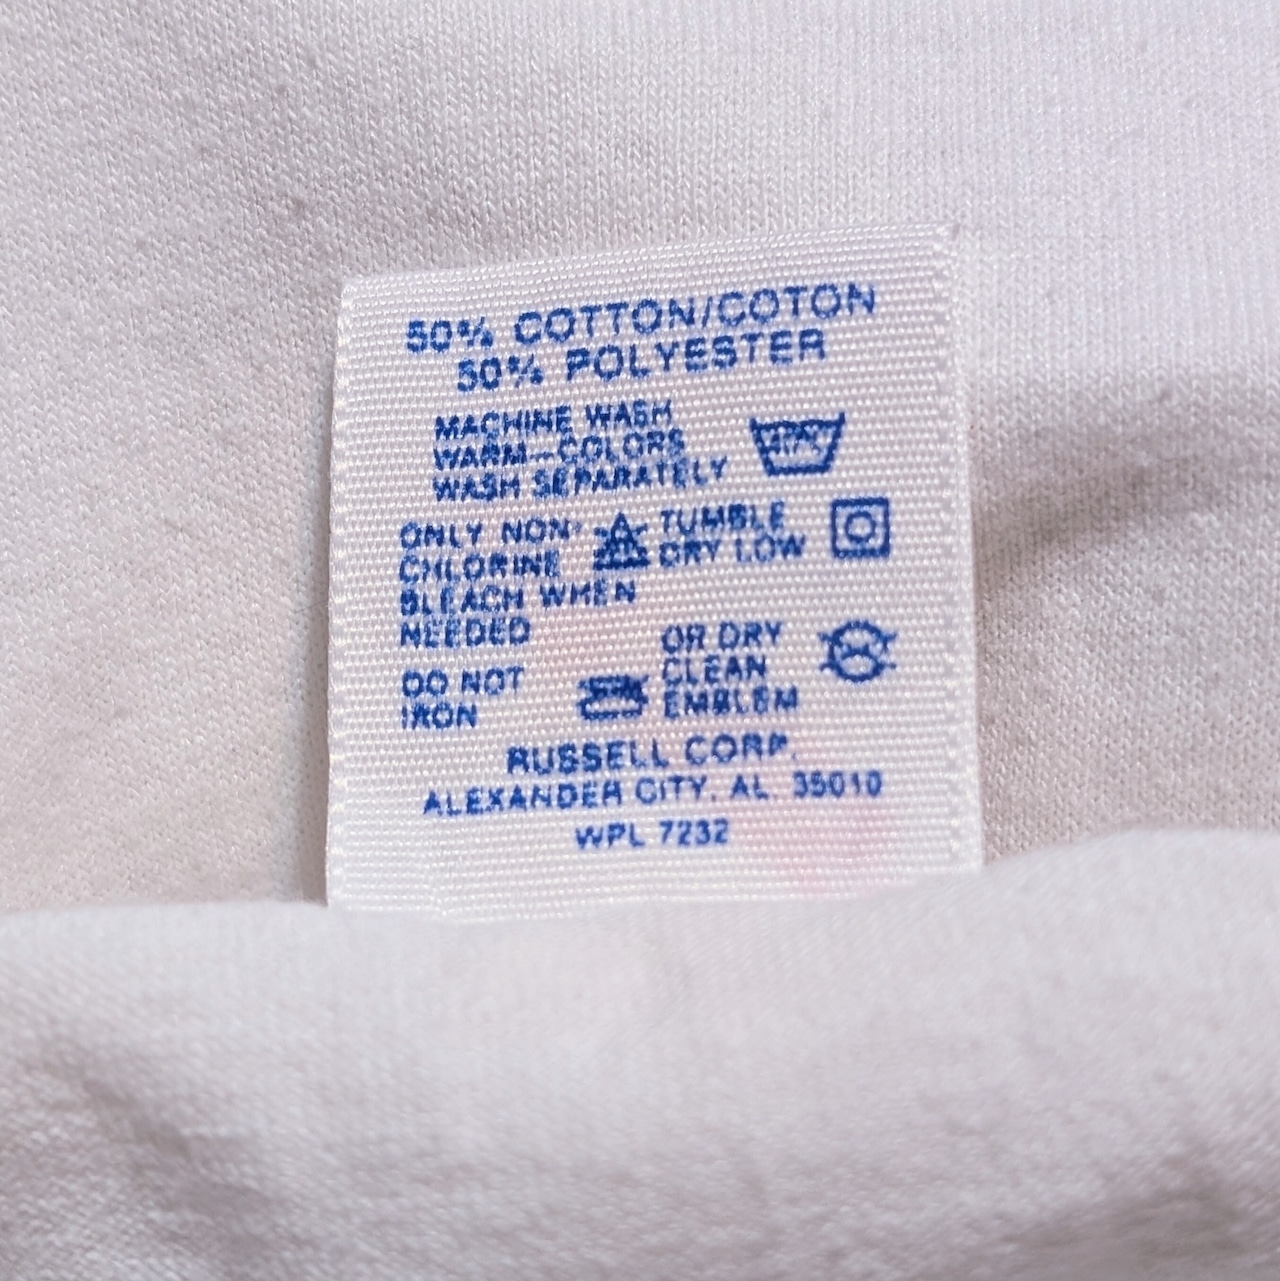 50% COTTON/COTON
50% POLYESTER
MACHINE WASH
WARM—COLORS
WASH SEPARATELY
ONLY NON-
CHLORINE
BLEACH WHEN
NEEDED
TUMBLE
DRY LOW
DO NOT
IRON
OR DRY
CLEAN
EMBLEM
RUSSELL CORP.
ALEXANDER CITY, AL. 35010
WPL 7232